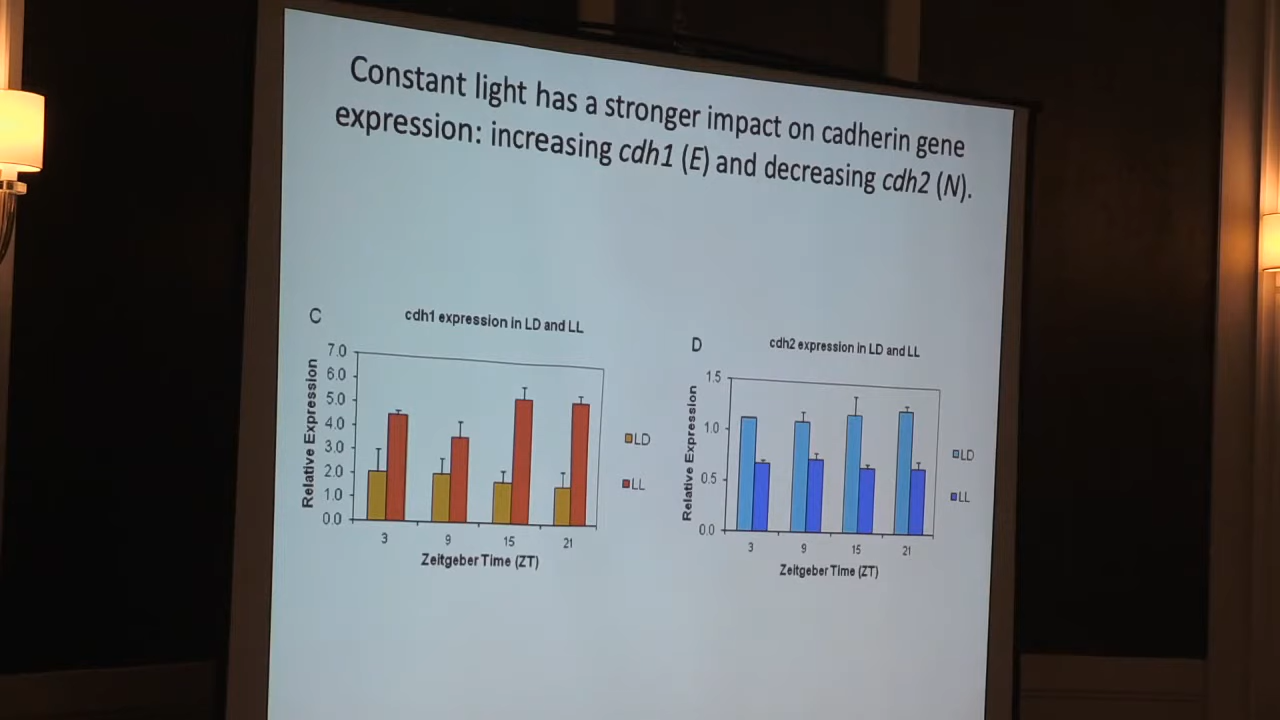 Constant light has a stronger impact on cadherin gene
expression: increasing cdh1 (E) and decreasing cdh2 (N).
C
cdh1 expression in LD and LL
7.0
6.0
5.0
4.0
3.0
2.0
1.0
0.0
Relative Expression
3 9 15 21
Zeitgeber Time (ZT)
LD
LL
D
cdh2 expression in LD and LL
1.5
1.0
0.5
0.0
Relative Expression
3 9 15 21
Zeitgeber Time (ZT)
LD
LL